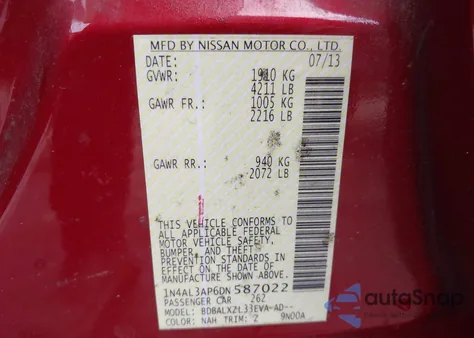 MFD BY NISSAN MOTOR CO., LTD.
DATE: 07/13
GVWR: 1910 KG
4211 LB
GAWR FR.: 1005 KG
2216 LB
GAWR RR.: 940 KG
2072 LB
THIS VEHICLE CONFORMS TO
ALL APPLICABLE FEDERAL
MOTOR VEHICLE SAFETY,
BUMPER, AND THEFT
PREVENTION STANDARDS IN
EFFECT ON THE DATE OF
MANUFACTURE SHOWN ABOVE.
1N4AL3AP6DN587022
PASSENGER CAR 262
MODEL: BDBALXZL33EVA-AD--
COLOR: NAH TRIM: Z 9N00A
autoSnap